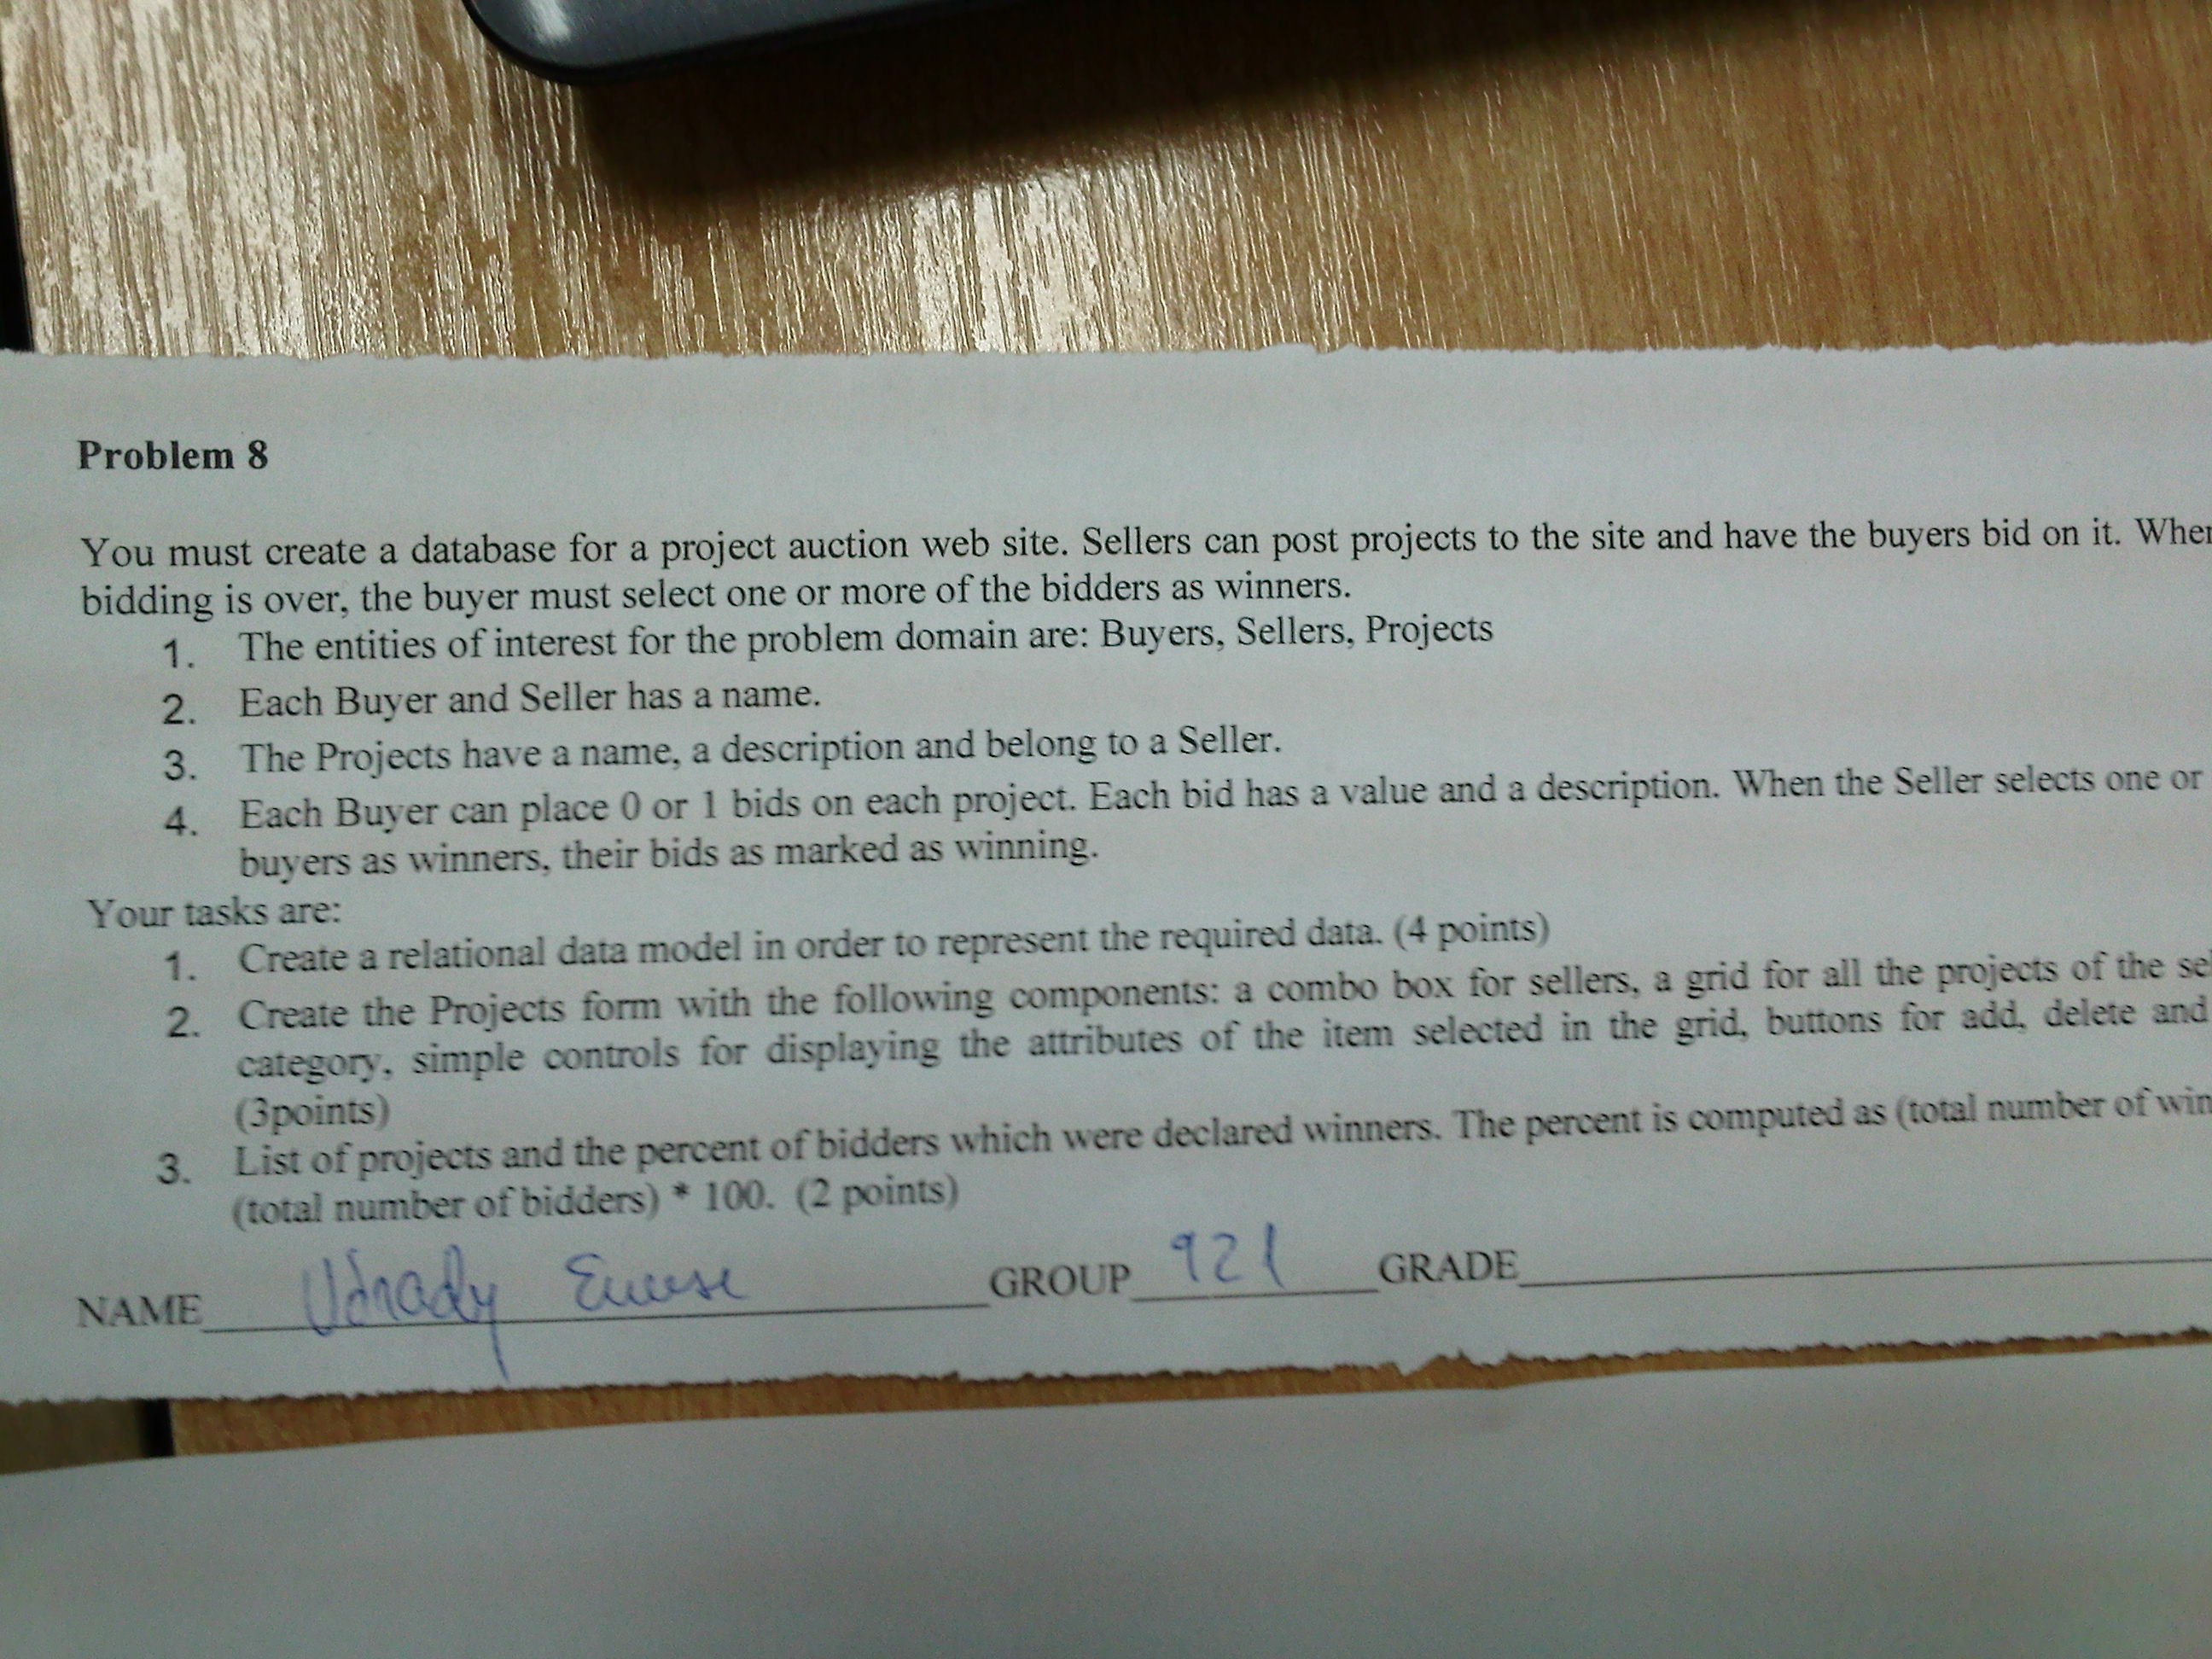 Problem 8
You must create a database for a project auction web site. Sellers can post projects to the site and have the buyers bid on it. When
bidding is over, the buyer must select one or more of the bidders as winners.
1. The entities of interest for the problem domain are: Buyers, Sellers, Projects
2. Each Buyer and Seller has a name.
3. The Projects have a name, a description and belong to a Seller.
4. Each Buyer can place 0 or 1 bids on each project. Each bid has a value and a description. When the Seller selects one or
buyers as winners, their bids as marked as winning.
Your tasks are:
1. Create a relational data model in order to represent the required data. (4 points)
2. Create the Projects form with the following components: a combo box for sellers, a grid for all the projects of the
category, simple controls for displaying the attributes of the item selected in the grid, buttons for add, delete and
(3points)
3. List of projects and the percent of bidders which were declared winners. The percent is computed as (total number of
(total number of bidders) * 100. (2 points)
NAME GROUP 921 GRADE